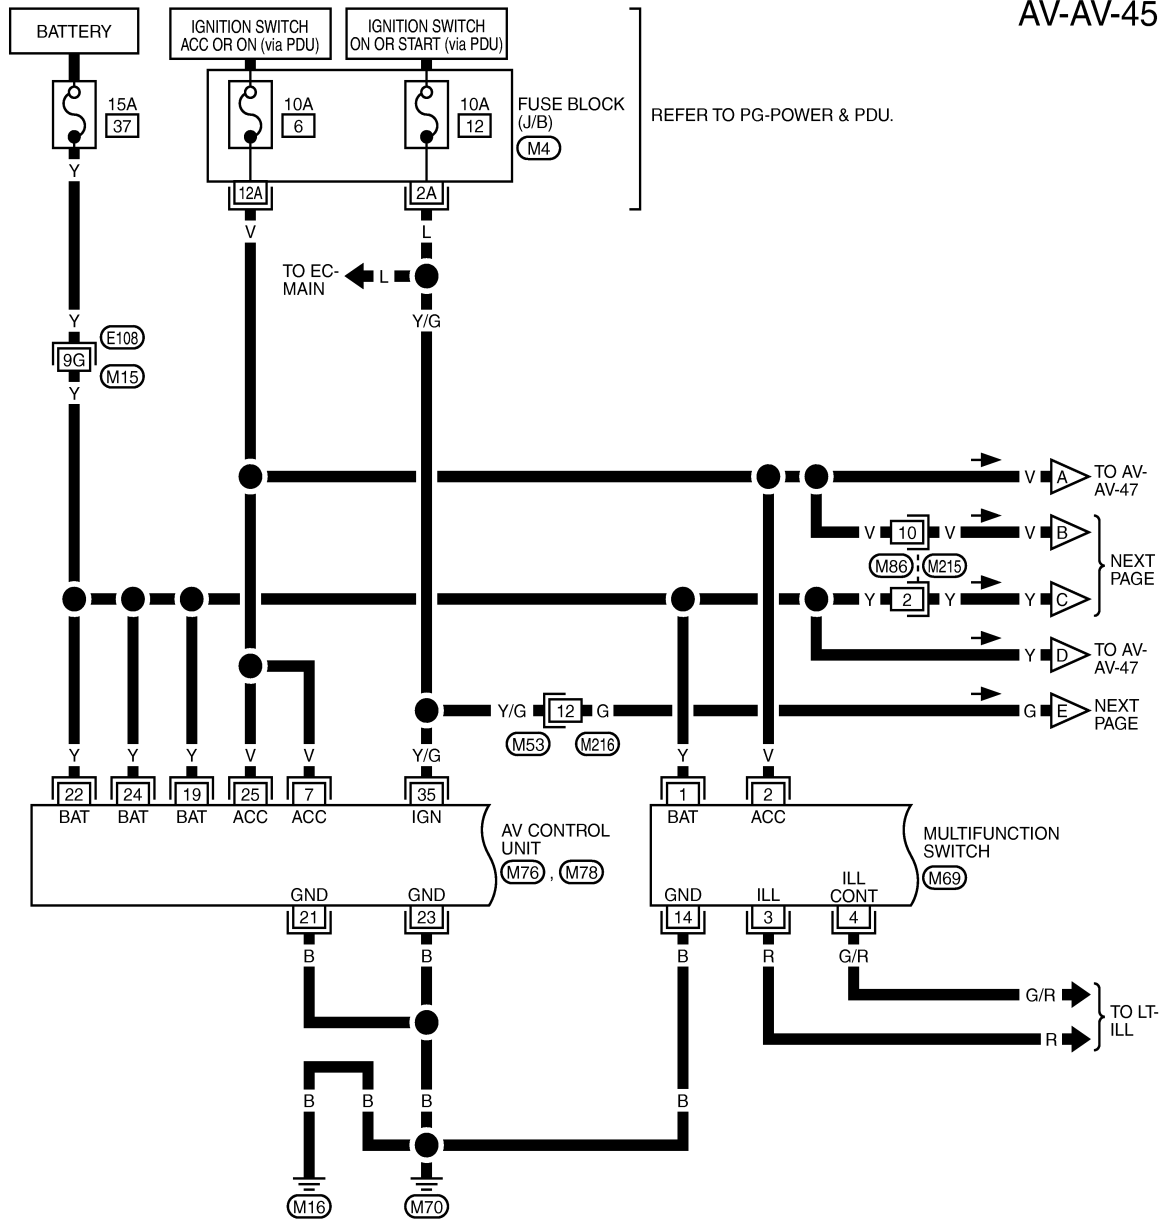 AV-AV-45
BATTERY
IGNITION SWITCH
ACC OR ON (via PDU)
IGNITION SWITCH
ON OR START (via PDU)
15A
37
10A
6
10A
12
FUSE BLOCK
(J/B)
M4
REFER TO PG-POWER & PDU.
Y
12A
2A
V
L
TO EC-
MAIN
L
Y
Y/G
E108
9G
M15
Y
V
A
TO AV-
AV-47
V
10
V
V
B
M86
M215
NEXT
PAGE
Y
2
Y
Y
C
Y
D
TO AV-
AV-47
Y/G
12
G
G
E
NEXT
PAGE
M53
M216
Y
Y
Y
V
V
Y/G
Y
V
22
24
19
25
7
35
1
2
BAT
BAT
BAT
ACC
ACC
IGN
BAT
ACC
AV CONTROL
UNIT
M76 , M78
MULTIFUNCTION
SWITCH
M69
GND
GND
GND
ILL
ILL
CONT
21
23
14
3
4
B
B
B
R
G/R
G/R
R
TO LT-
ILL
B
B
B
B
M16
M70